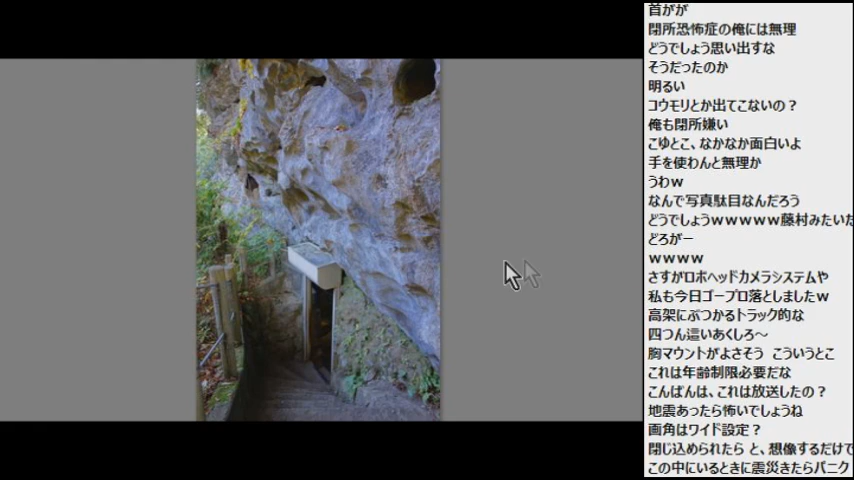 首がが
閉所恐怖症の俺には無理
どうでしょう思い出すな
そうだったのか
明るい
コウモリとか出てこないの？
俺も閉所嫌い
こゆとこ、なかなか面白いよ
手を使わんと無理か
うわｗ
なんで写真駄目なんだろう
どうでしょうｗｗｗｗｗ藤村みたいだ
どろがー
ｗｗｗｗ
さすがロボヘッドカメラシステムや
私も今日ゴープロ落としましたｗ
高架にぶつかるトラック的な
四つん這いあくしろ～
胸マウントがよさそう　こういうとこ
これは年齢制限必要だな
こんばんは、これは放送したの？
地震あったら怖いでしょうね
画角はワイド設定？
閉じ込められたら と、想像するだけで
この中にいるときに震災きたらパニク